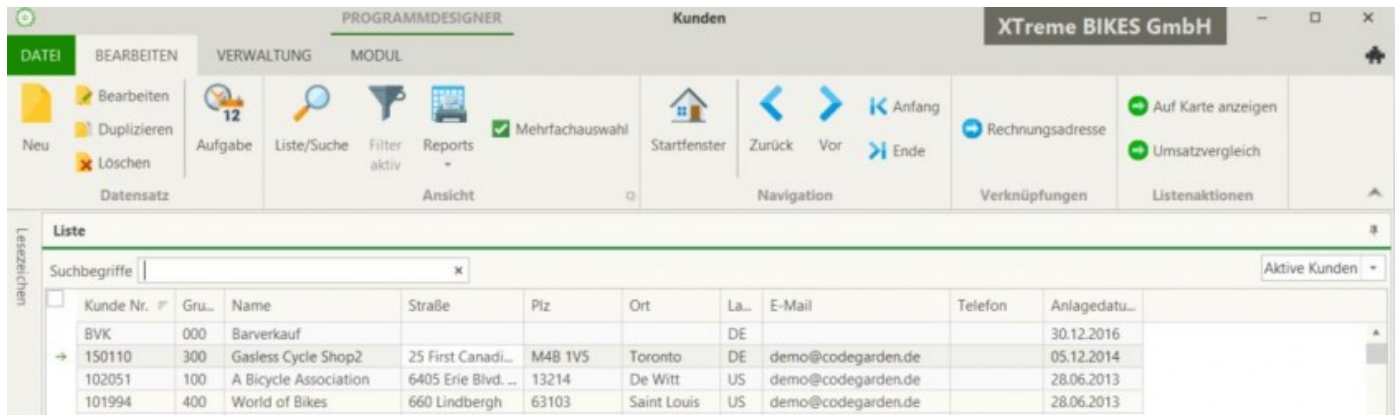 PROGRAMMDESIGNER Kunden XTreme BIKES GmbH
DATEI BEARBEITEN VERWALTUNG MODUL
Neu
Bearbeiten
Duplizieren
Löschen
Datensatz
12
Aufgabe
Liste/Suche
Filter
aktiv
Reports
Mehrfachauswahl
Ansicht
Startfenster
Zurück
Vor
Anfang
Ende
Navigation
Rechnungsadresse
Verknüpfungen
Auf Karte anzeigen
Umsatzvergleich
Listenaktionen
Lesezeichen
Liste
Suchbegriffe
Aktive Kunden
Kunde Nr. Gru... Name Straße Plz Ort La... E-Mail Telefon Anlagedatu...
BVK 000 Barverkauf DE 30.12.2016
150110 300 Gasless Cycle Shop2 25 First Canadi... M4B 1V5 Toronto DE demo@codegarden.de 05.12.2014
102051 100 A Bicycle Association 6405 Erie Blvd. ... 13214 De Witt US demo@codegarden.de 28.06.2013
101994 400 World of Bikes 660 Lindbergh 63103 Saint Louis US demo@codegarden.de 28.06.2013